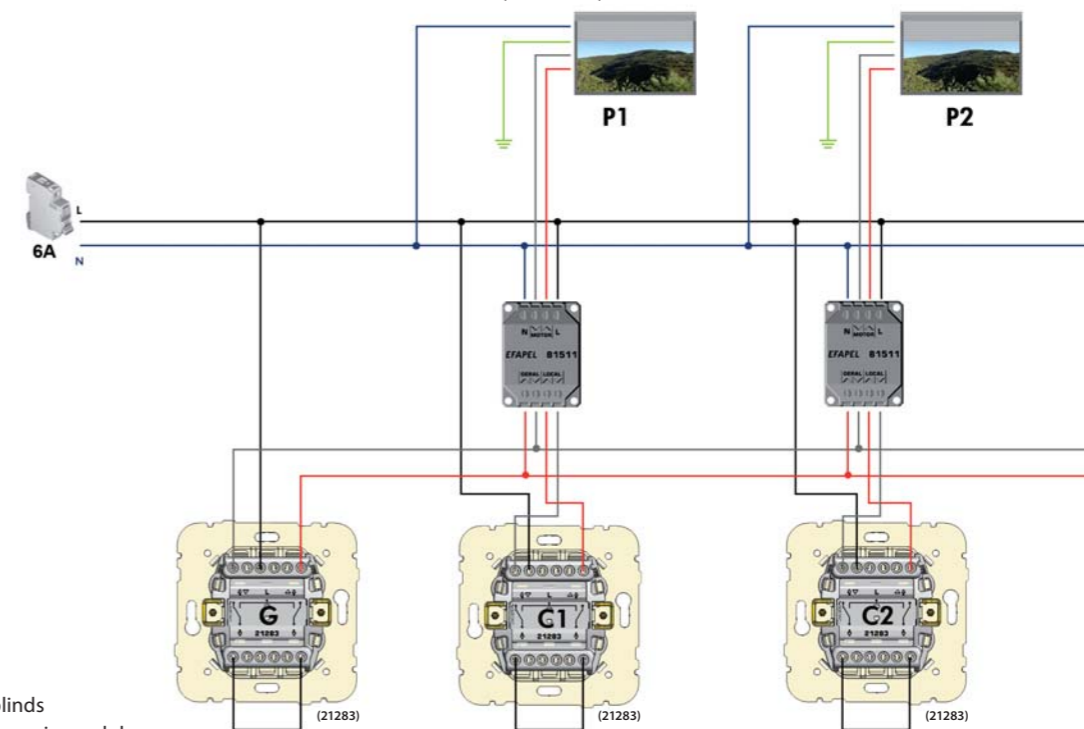 P1
P2
L
6A
N
N MOTOR L
EFAPEL 81511
GERAL LOCAL
N MOTOR L
EFAPEL 81511
GERAL LOCAL
L
G
21283
L
C1
21283
L
C2
21283
linds
(21283)
(21283)
(21283)